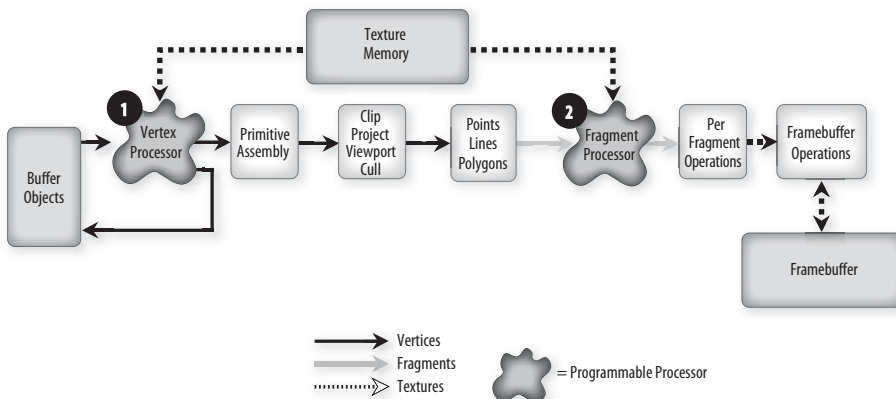 Texture
Memory
1
Vertex
Processor
Primitive
Assembly
Clip
Project
Viewport
Cull
Points
Lines
Polygons
2
Fragment
Processor
Per
Fragment
Operations
Framebuffer
Operations
Buffer
Objects
Framebuffer
Vertices
Fragments
Textures
= Programmable Processor